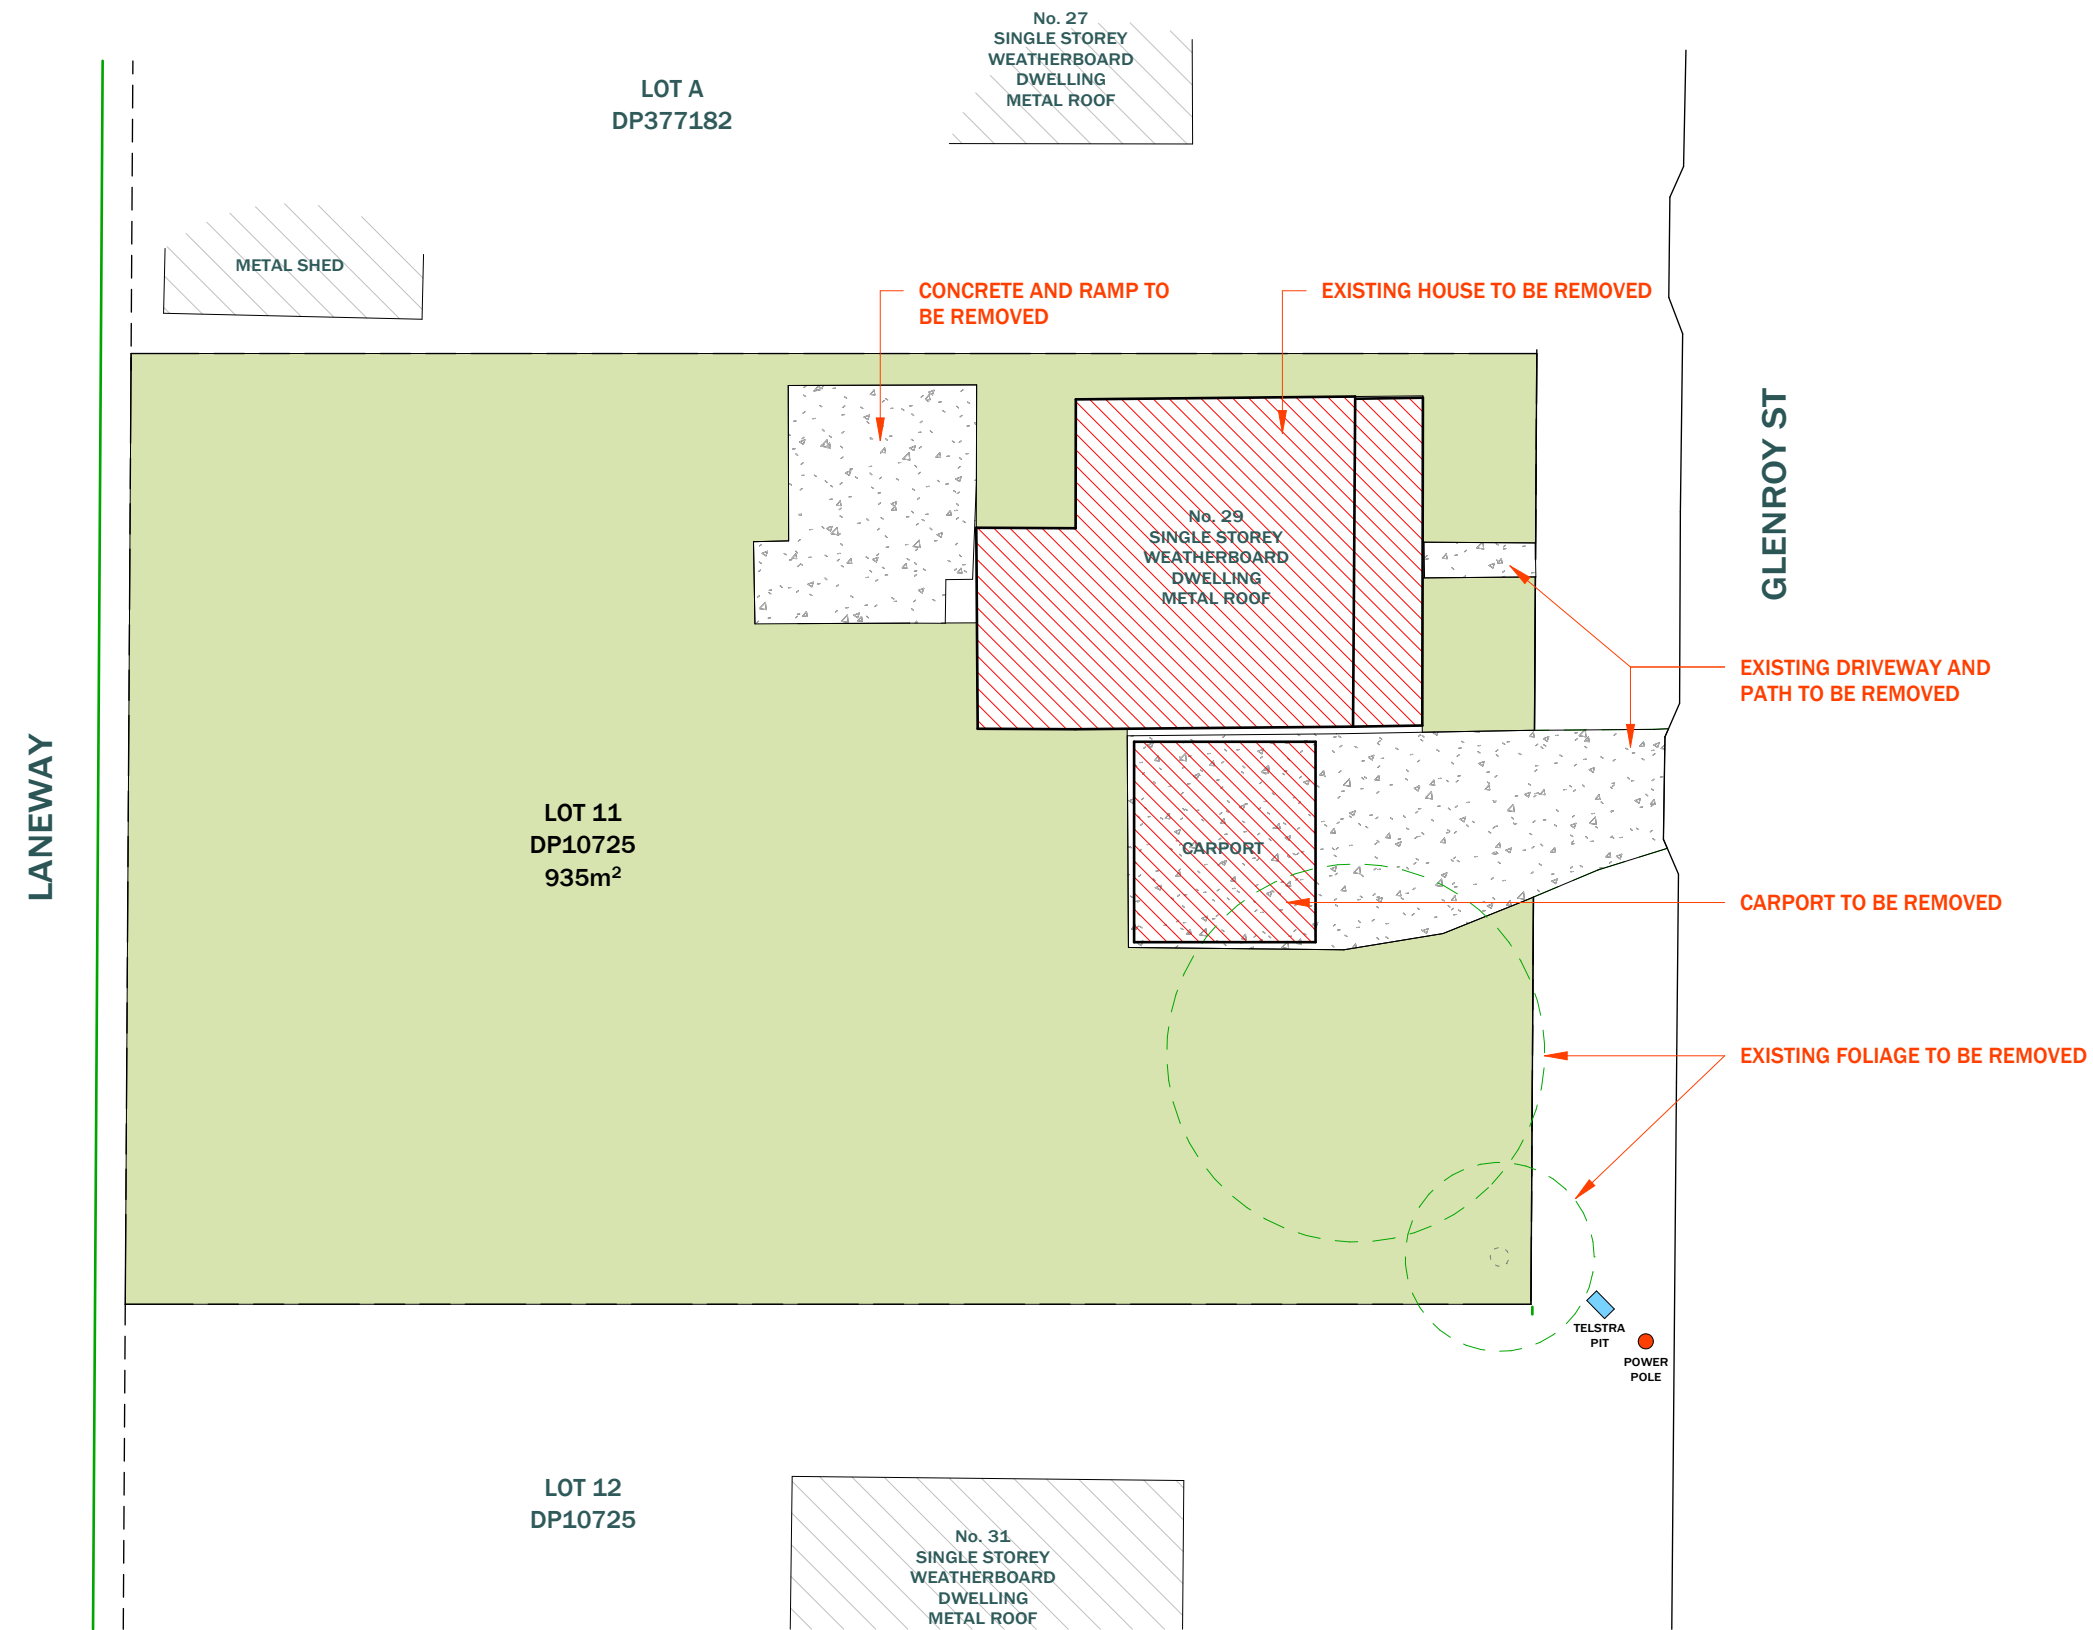 No. 27
SINGLE STOREY
WEATHERBOARD
DWELLING
METAL ROOF
LOT A
DP377182
METAL SHED
CONCRETE AND RAMP TO
BE REMOVED
EXISTING HOUSE TO BE REMOVED
GLENROY ST
No. 29
SINGLE STOREY
WEATHERBOARD
DWELLING
METAL ROOF
EXISTING DRIVEWAY AND
PATH TO BE REMOVED
LANEWAY
LOT 11
DP10725
935m²
CARPORT
CARPORT TO BE REMOVED
EXISTING FOLIAGE TO BE REMOVED
TELSTRA
PIT
POWER
POLE
LOT 12
DP10725
No. 31
SINGLE STOREY
WEATHERBOARD
DWELLING
METAL ROOF